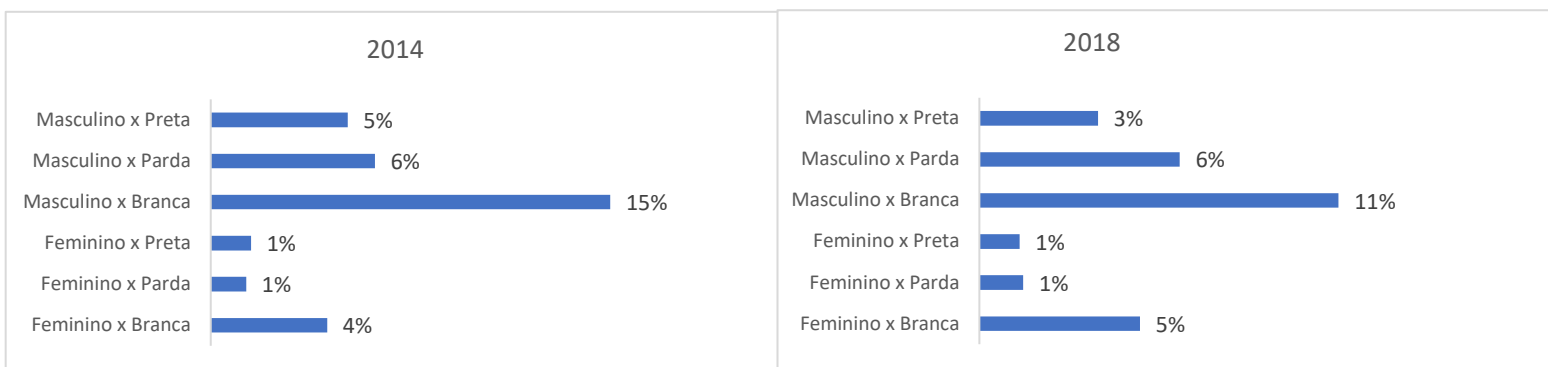 2014
Masculino x Preta 5%
Masculino x Parda 6%
Masculino x Branca 15%
Feminino x Preta 1%
Feminino x Parda 1%
Feminino x Branca 4%
2018
Masculino x Preta 3%
Masculino x Parda 6%
Masculino x Branca 11%
Feminino x Preta 1%
Feminino x Parda 1%
Feminino x Branca 5%